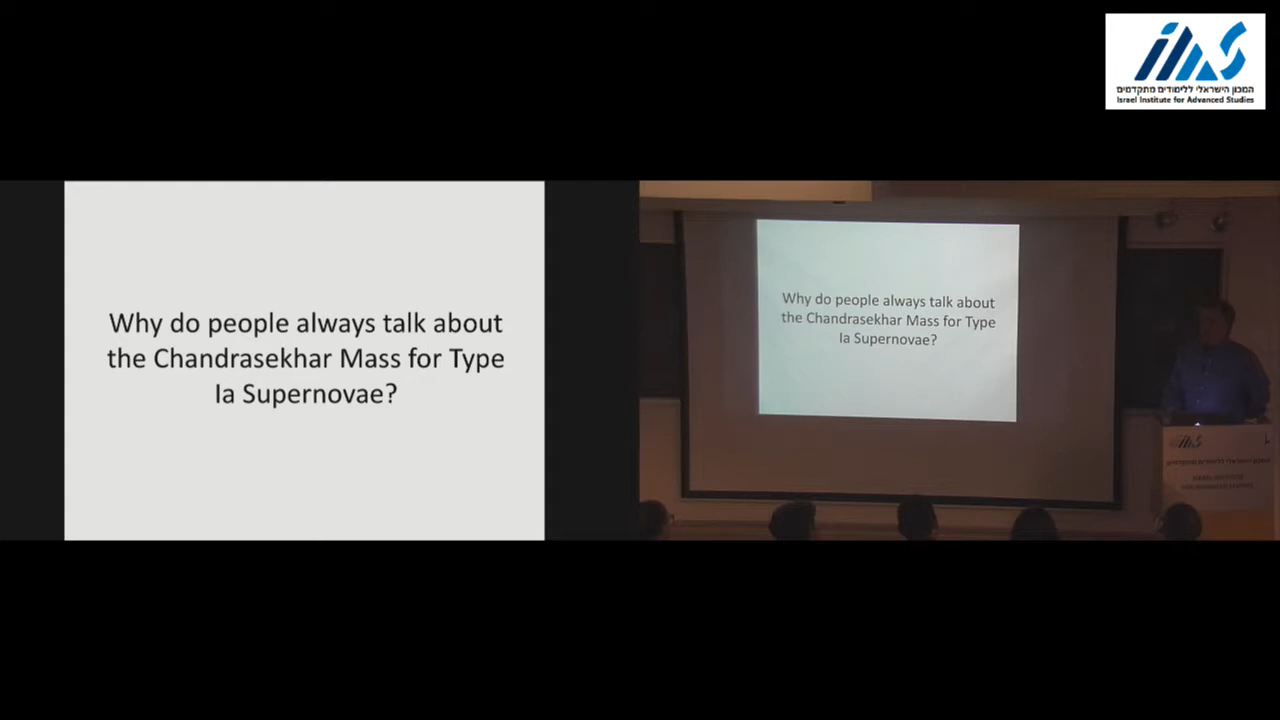 המכון הישראלי ללימודים מתקדמים
Israel Institute for Advanced Studies
Why do people always talk about
the Chandrasekhar Mass for Type
Ia Supernovae?
Why do people always talk about
the Chandrasekhar Mass for Type
Ia Supernovae?